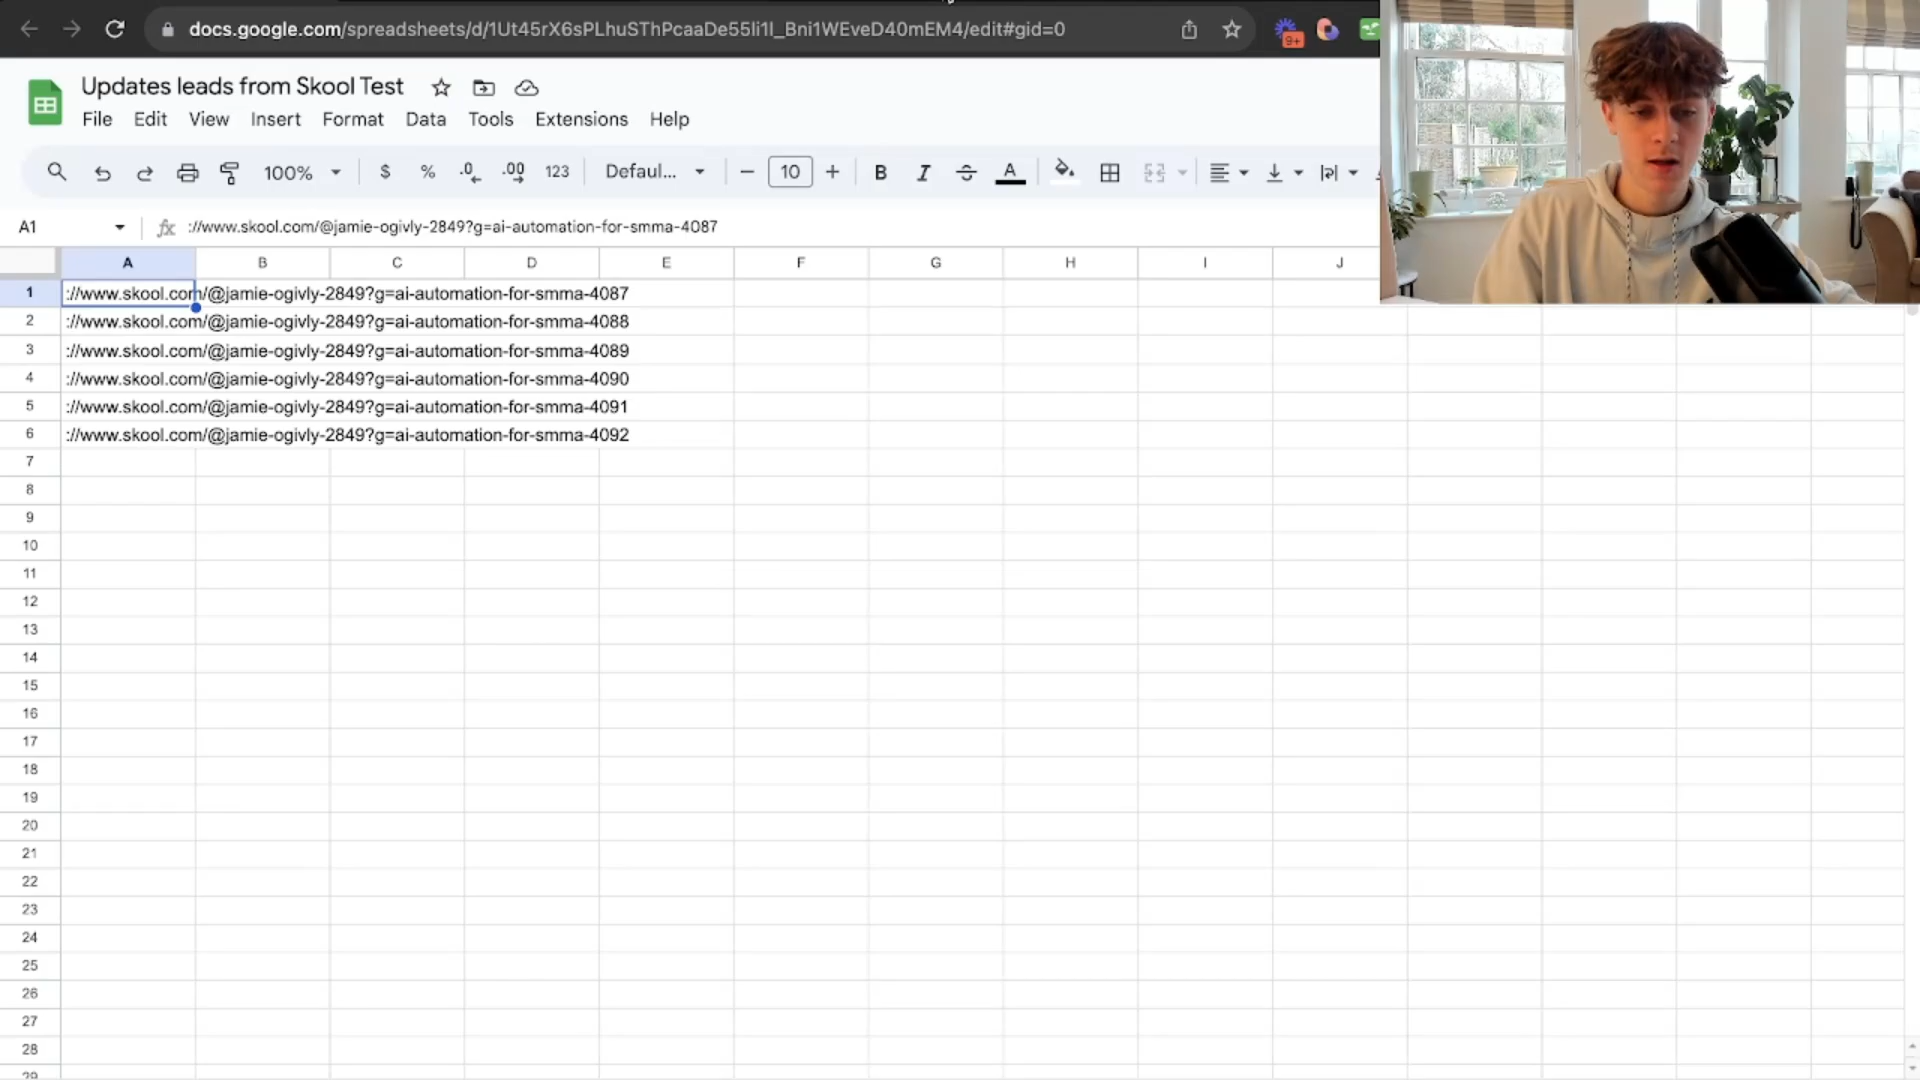 docs.google.com/spreadsheets/d/1Ut45rX6sPLhuSThPcaaDe55Ii1I_Bni1WEveD40mEM4/edit#gid=0
9+
Updates leads from Skool Test
File Edit View Insert Format Data Tools Extensions Help
100% $ % .0 .00 123 Defaul... − 10 + B I S A
A1 fx ://www.skool.com/@jamie-ogivly-2849?g=ai-automation-for-smma-4087
A B C D E F G H I J
1 ://www.skool.com/@jamie-ogivly-2849?g=ai-automation-for-smma-4087
2 ://www.skool.com/@jamie-ogivly-2849?g=ai-automation-for-smma-4088
3 ://www.skool.com/@jamie-ogivly-2849?g=ai-automation-for-smma-4089
4 ://www.skool.com/@jamie-ogivly-2849?g=ai-automation-for-smma-4090
5 ://www.skool.com/@jamie-ogivly-2849?g=ai-automation-for-smma-4091
6 ://www.skool.com/@jamie-ogivly-2849?g=ai-automation-for-smma-4092
7
8
9
10
11
12
13
14
15
16
17
18
19
20
21
22
23
24
25
26
27
28
29